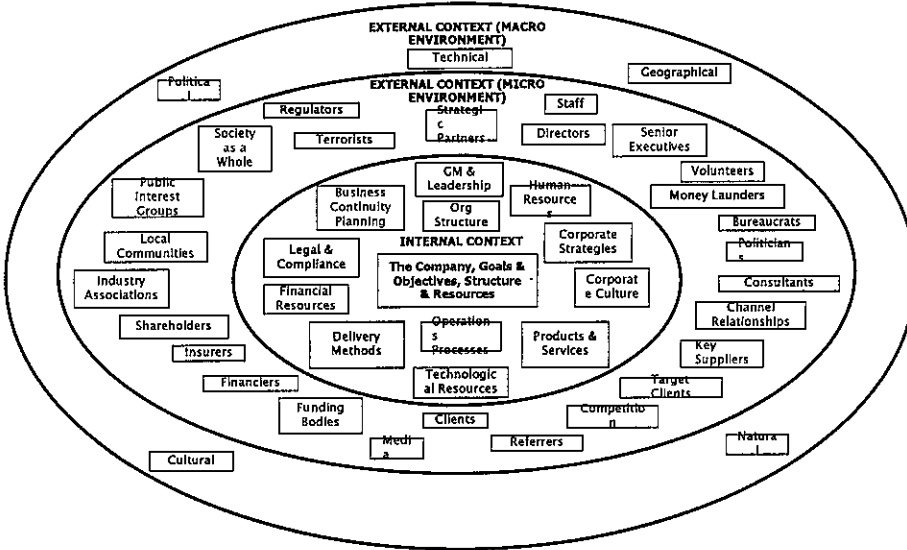 EXTERNAL CONTEXT (MACRO
ENVIRONMENT)
Technical
Geographical
Politica
l
EXTERNAL CONTEXT (MICRO
ENVIRONMENT)
Regulators
Strategi
c
Partners
Staff
Society
as a
Whole
Terrorists
Directors
Senior
Executives
Volunteers
Public
Interest
Groups
Money Launders
Bureaucrats
Local
Communities
Politician
s
Industry
Associations
Consultants
Shareholders
Channel
Relationships
Insurers
Key
Suppliers
Financiers
Target
Clients
Funding
Bodies
Clients
Competitio
n
Medi
a
Referrers
GM &
Leadership
Business
Continuity
Planning
Org
Structure
Human
Resource
s
INTERNAL CONTEXT
Corporate
Strategies
Legal &
Compliance
The Company, Goals &
Objectives, Structure
& Resources
Financial
Resources
Corporat
e Culture
Delivery
Methods
Operation
s
Processes
Products &
Services
Technologic
al Resources
Cultural
Natura
l